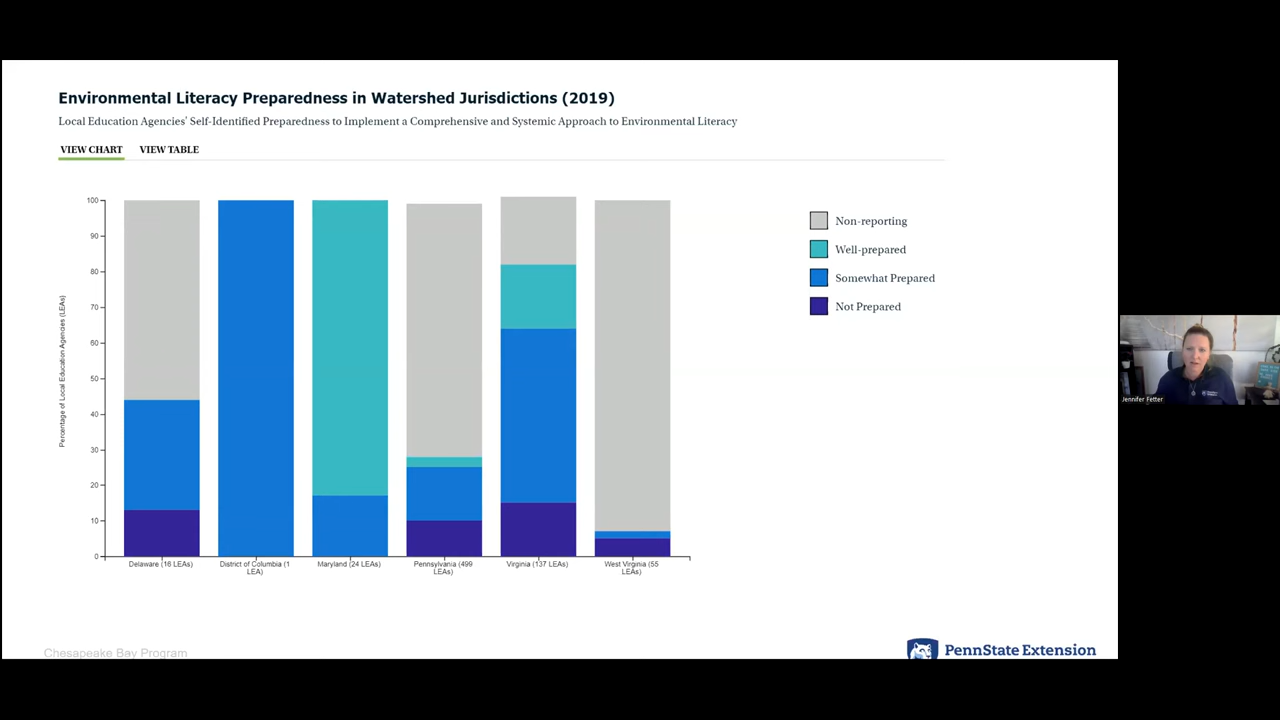 Environmental Literacy Preparedness in Watershed Jurisdictions (2019)
Local Education Agencies' Self-Identified Preparedness to Implement a Comprehensive and Systemic Approach to Environmental Literacy
VIEW CHART VIEW TABLE
Percentage of Local Education Agencies (LEAs)
100
90
80
70
60
50
40
30
20
10
0
Delaware (16 LEAs)
District of Columbia (1
LEA)
Maryland (24 LEAs)
Pennsylvania (499
LEAs)
Virginia (137 LEAs)
West Virginia (55
LEAs)
Non-reporting
Well-prepared
Somewhat Prepared
Not Prepared
Jennifer Fetter
Chesapeake Bay Program
PennState Extension